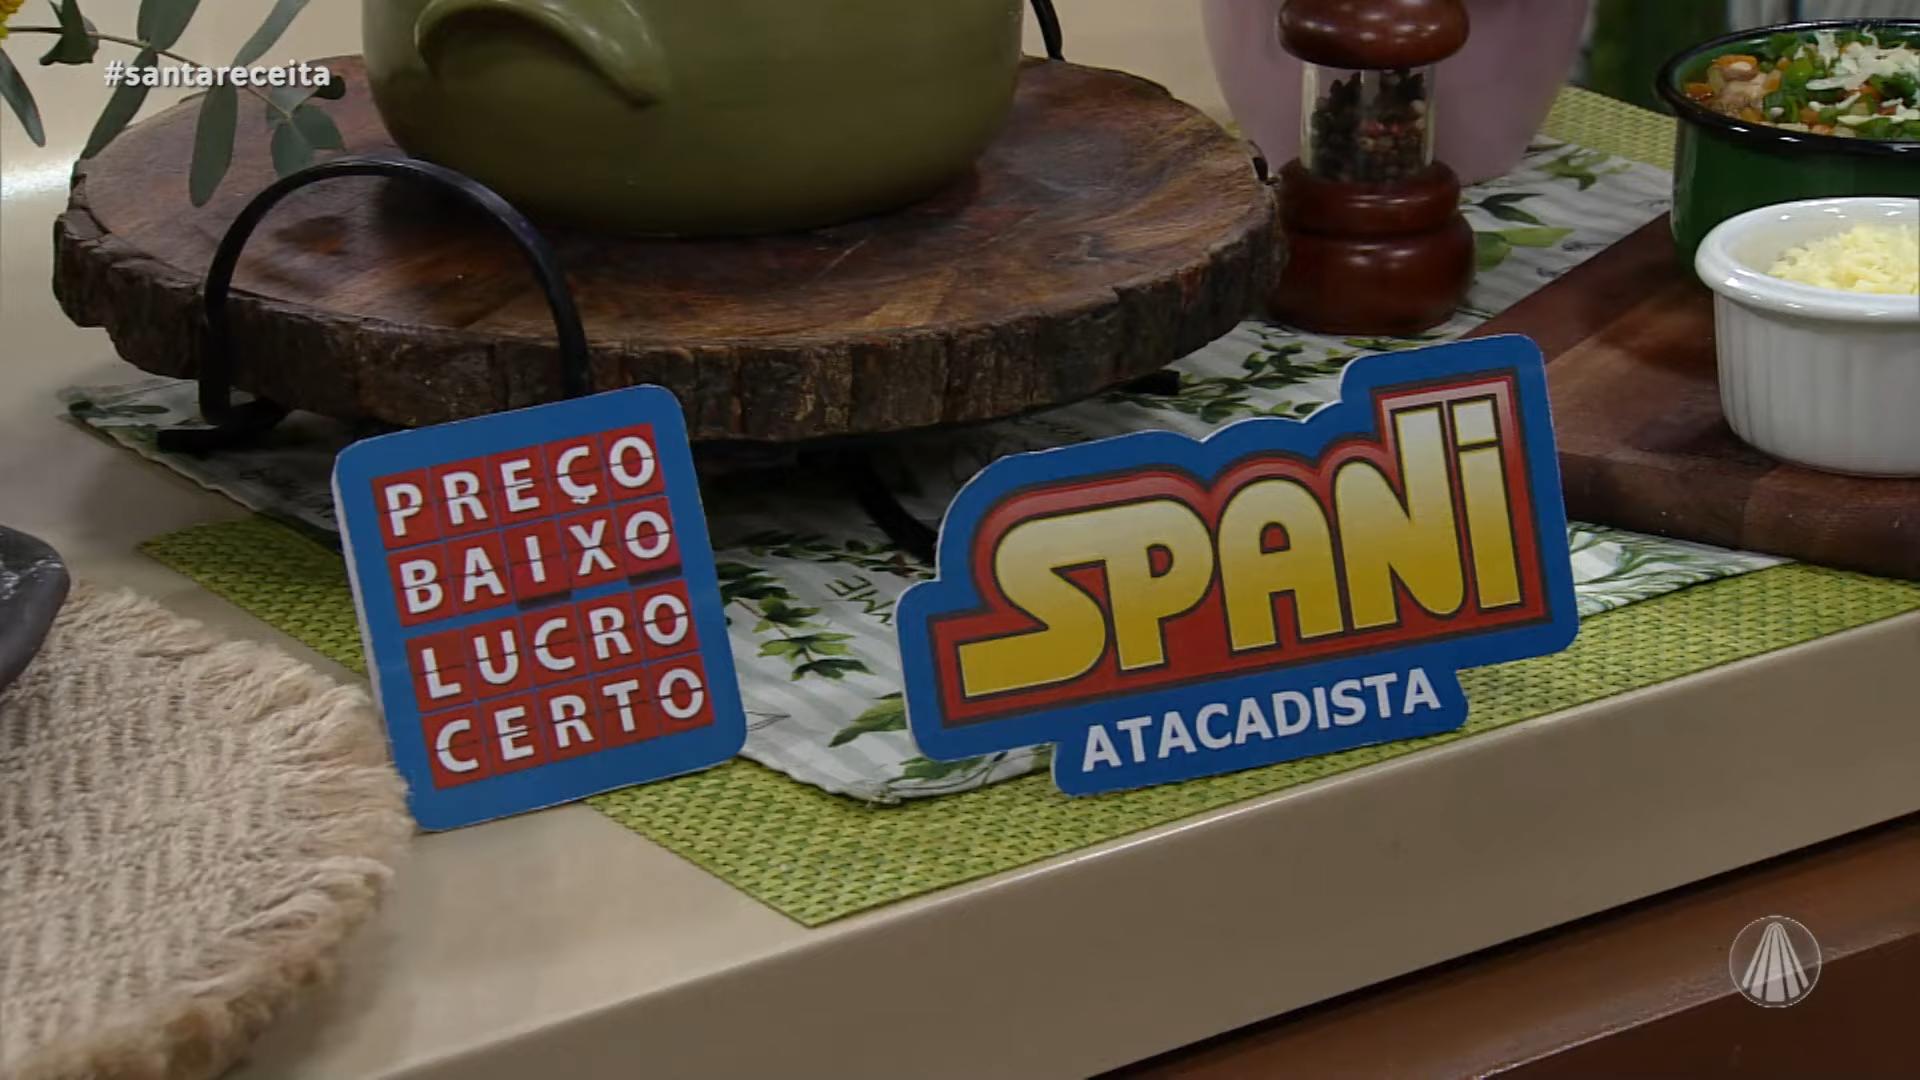 #santareceita
PREÇO
BAIXO
LUCRO
CERTO
SPANi
ATACADISTA